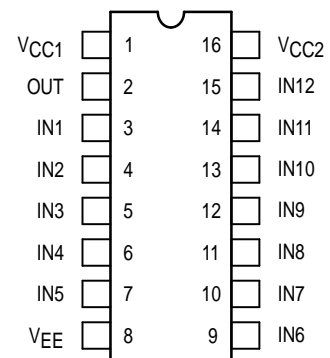 VCC1 1 16 VCC2
OUT 2 15 IN12
IN1 3 14 IN11
IN2 4 13 IN10
IN3 5 12 IN9
IN4 6 11 IN8
IN5 7 10 IN7
VEE 8 9 IN6